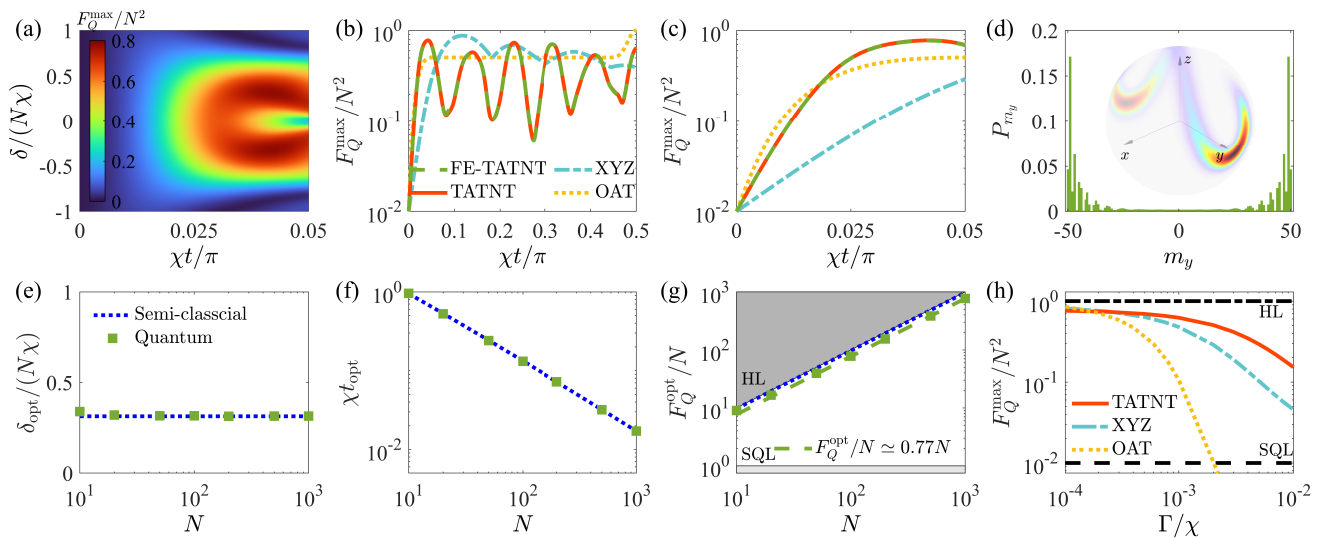 (a)
F_Q^max/N^2
0.8
0.6
0.4
0.2
0
δ/(Nχ)
1
0.5
0
-0.5
-1
0
0.025
0.05
χt/π
(b)
F_Q^max/N^2
10^0
10^-1
10^-2
FE-TATNT
XYZ
TATNT
OAT
0 0.1 0.2 0.3 0.4 0.5
χt/π
(c)
F_Q^max/N^2
10^0
10^-1
10^-2
0 0.025 0.05
χt/π
(d)
P_{m_y}
0.2
0.15
0.1
0.05
0
z
x
y
-50 0 50
m_y
(e)
δ_opt/(Nχ)
1
0.5
0
Semi-classcial
Quantum
10^1 10^2 10^3
N
(f)
χt_opt
10^0
10^-1
10^-2
10^1 10^2 10^3
N
(g)
F_Q^opt/N
10^3
10^2
10^1
10^0
HL
SQL
F_Q^opt/N ≃ 0.77N
10^1 10^2 10^3
N
(h)
F_Q^max/N^2
10^0
10^-1
10^-2
HL
TATNT
XYZ
OAT
SQL
10^-4 10^-3 10^-2
Γ/χ